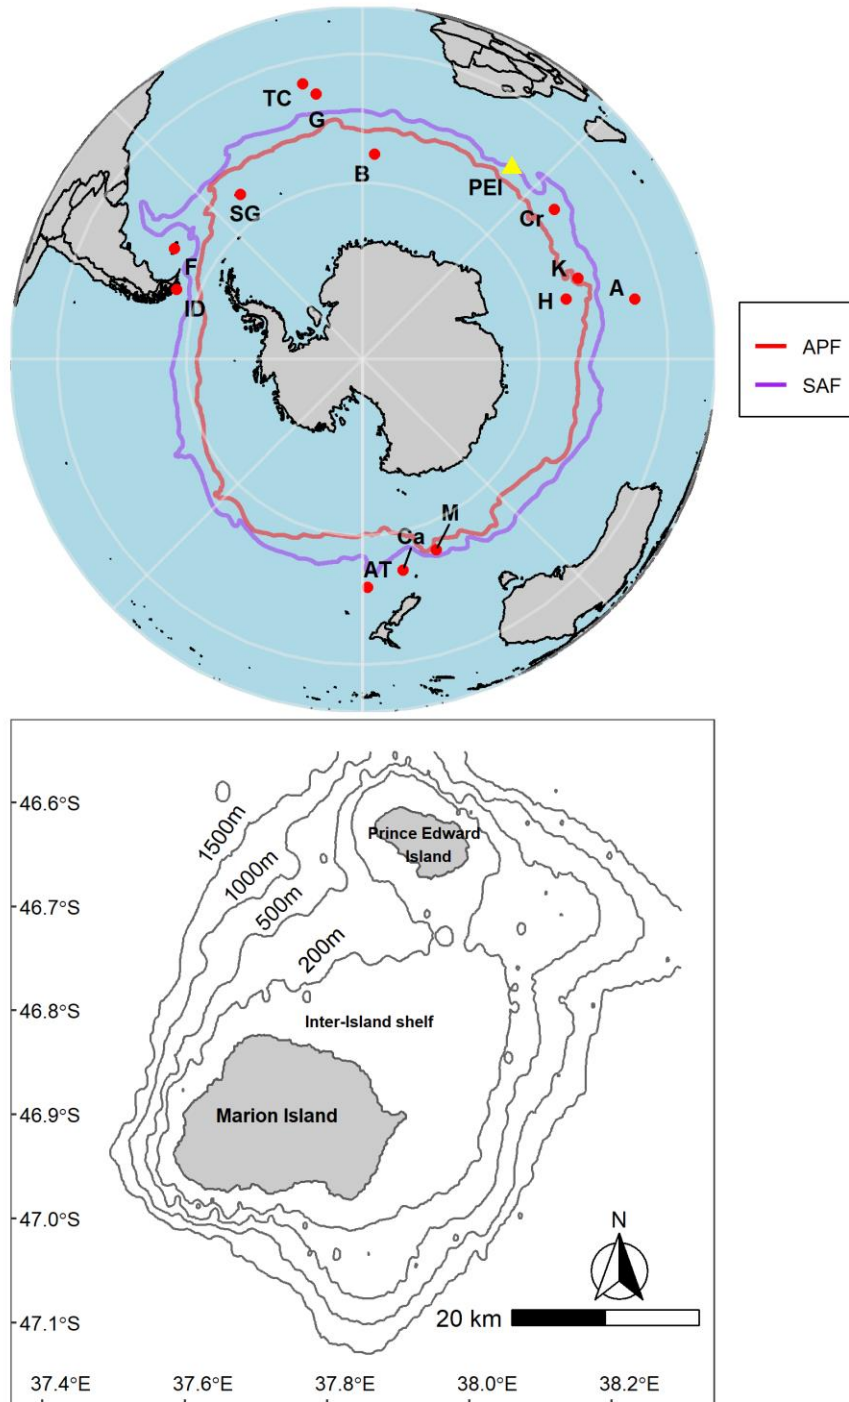 TC
G
B
PEI
SG
Cr
F
K
A
ID
H
APF
SAF
M
Ca
AT
46.6°S
1500m
Prince Edward
Island
1000m
500m
46.7°S
200m
46.8°S
Inter-Island shelf
46.9°S
Marion Island
47.0°S
N
20 km
47.1°S
37.4°E
37.6°E
37.8°E
38.0°E
38.2°E